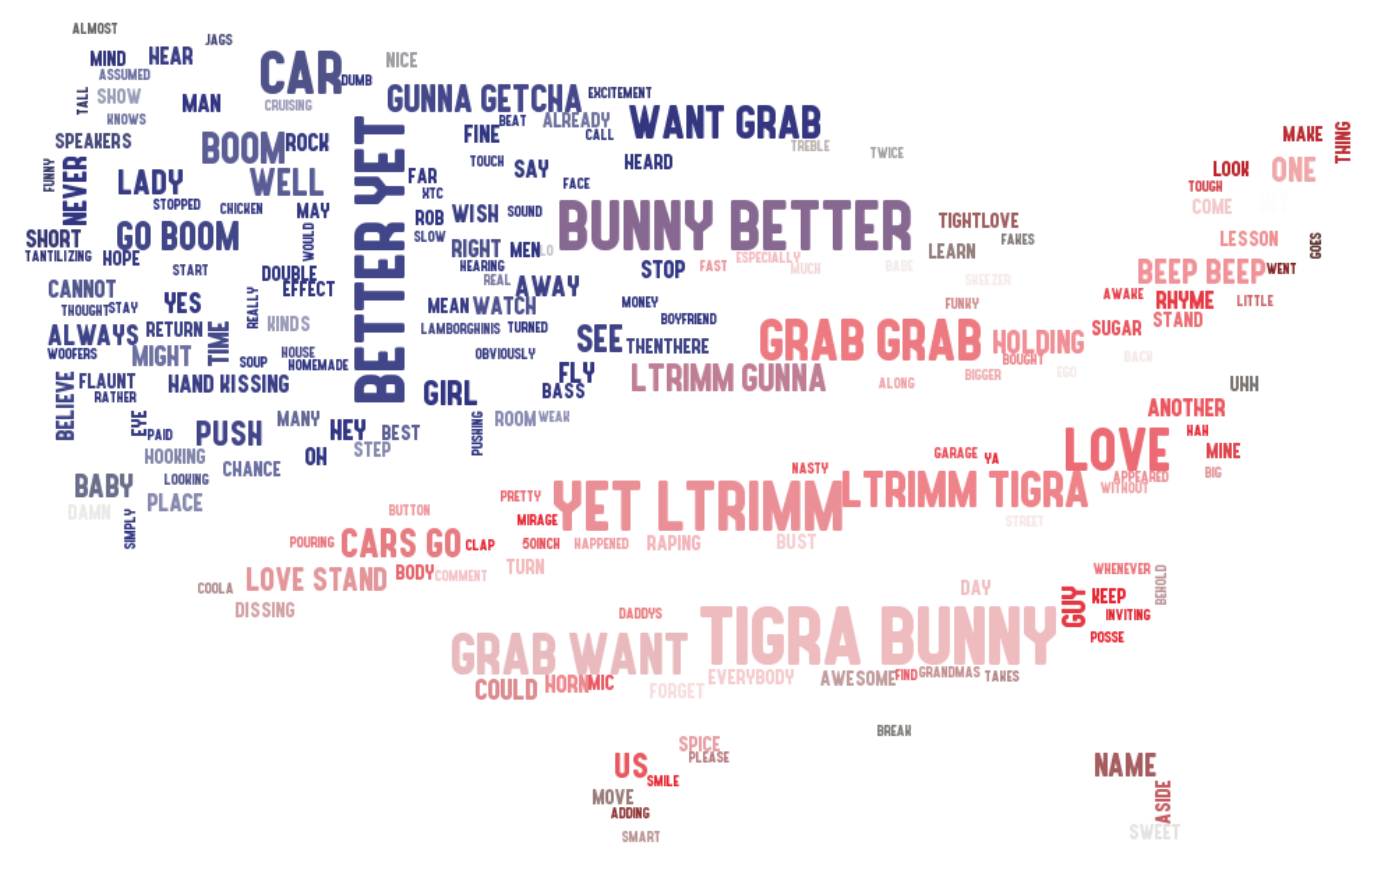 ALMOST
JAGS
MIND
HEAR
ASSUMED
CAR
DUMB
NICE
TALL
SHOW
MAN
CRUISING
GUNNA GETCHA
EXCITEMENT
KNOWS
BEAT
ALREADY
WANT GRAB
SPEAKERS
BOOM
ROCK
FINE
CALL
TREBLE
TWICE
MAKE
THING
FUNNY
NEVER
LADY
WELL
BETTER YET
FAR
TOUCH
SAY
HEARD
LOOK
ONE
XTC
FACE
TOUGH
STOPPED
CHICKEN
MAY
ROB
WISH
SOUND
BUNNY BETTER
TIGHTLOVE
COME
SHORT
GO BOOM
WOULD
SLOW
FAKES
LESSON
GOES
TANTILIZING
HOPE
RIGHT
MEN
LO
LEARN
START
DOUBLE
HEARING
STOP
FAST
ESPECIALLY
MUCH
BABE
BEEP BEEP
WENT
CANNOT
EFFECT
REAL
AWAY
SKEEZER
THOUGHT
STAY
YES
REALLY
MEAN
WATCH
MONEY
FUNKY
AWAKE
RHYME
LITTLE
ALWAYS
RETURN
TIME
KINDS
LAMBORGHINIS
TURNED
BOYFRIEND
GRAB GRAB
HOLDING
SUGAR
STAND
WOOFERS
MIGHT
SOUP
HOUSE
HOMEMADE
OBVIOUSLY
SEE
THENTHERE
BOUGHT
BACK
BELIEVE
FLAUNT
HAND KISSING
GIRL
FLY
LTRIMM GUNNA
ALONG
BIGGER
EGO
UHH
RATHER
BASS
EYE
PAID
PUSH
MANY
HEY
BEST
PUSHING
ROOM
WEAK
ANOTHER
HOOKING
CHANCE
OH
STEP
NASTY
GARAGE
YA
LOVE
HAH
MINE
BABY
LOOKING
PLACE
YET LTRIMM
LTRIMM TIGRA
APPEARED
WITHOUT
BIG
DAMN
SIMPLY
BUTTON
PRETTY
MIRAGE
STREET
POURING
CARS GO
CLAP
50INCH
HAPPENED
RAPING
BUST
COOLA
LOVE STAND
BODY
COMMENT
TURN
DAY
GUY
WHENEVER
KEEP
BEHOLD
DISSING
DADDYS
TIGRA BUNNY
INVITING
GRAB WANT
POSSE
COULD
HORN
MIC
FORGET
EVERYBODY
AWESOME
FIND
GRANDMAS
TAKES
BREAK
SPICE
PLEASE
US
SMILE
NAME
MOVE
ADDING
ASIDE
SMART
SWEET